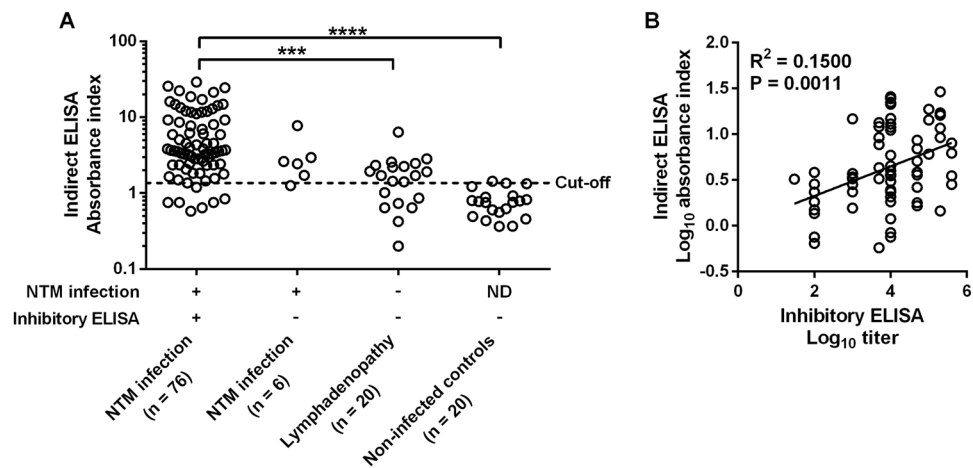 A
****
***
Indirect ELISA
Absorbance index
100
10
1
0.1
Cut-off
NTM infection + + - ND
Inhibitory ELISA + - - -
NTM infection
(n = 76)
NTM infection
(n = 6)
Lymphadenopathy
(n = 20)
Non-infected controls
(n = 20)
B
R² = 0.1500
P = 0.0011
Indirect ELISA
Log₁₀ absorbance index
2.0
1.5
1.0
0.5
0.0
-0.5
0 2 4 6
Inhibitory ELISA
Log₁₀ titer